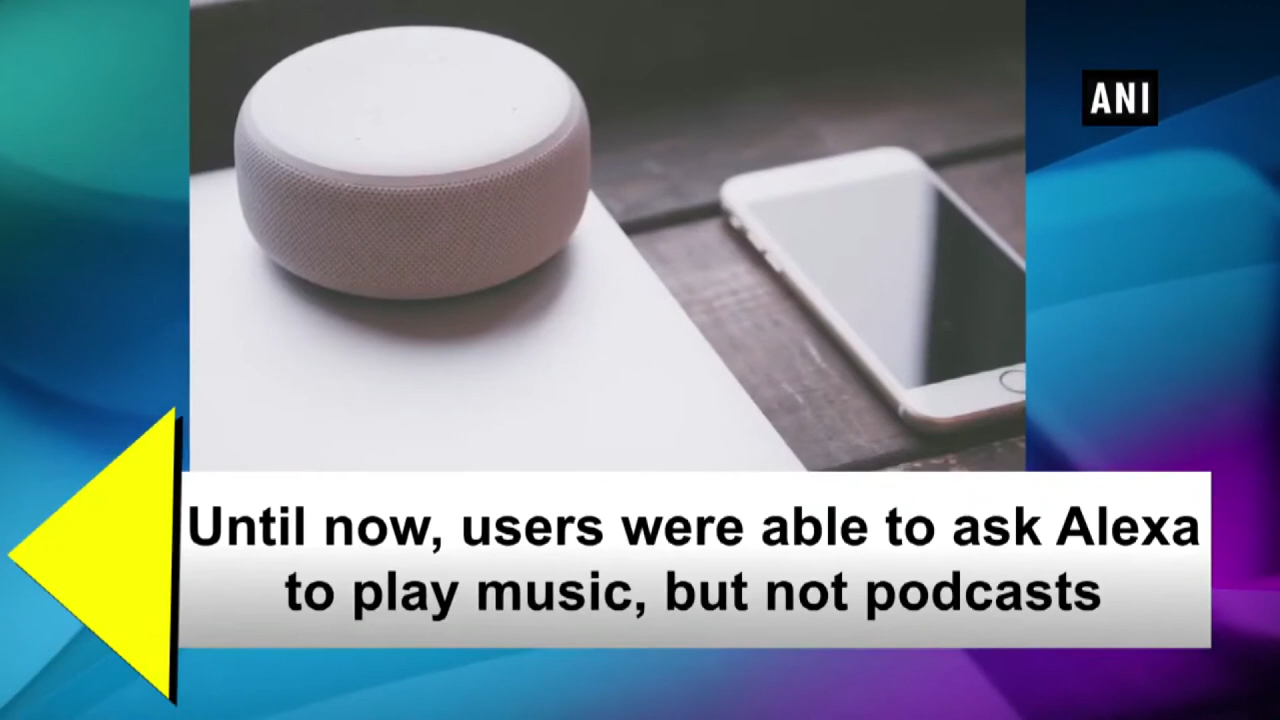 ANI
Until now, users were able to ask Alexa
to play music, but not podcasts